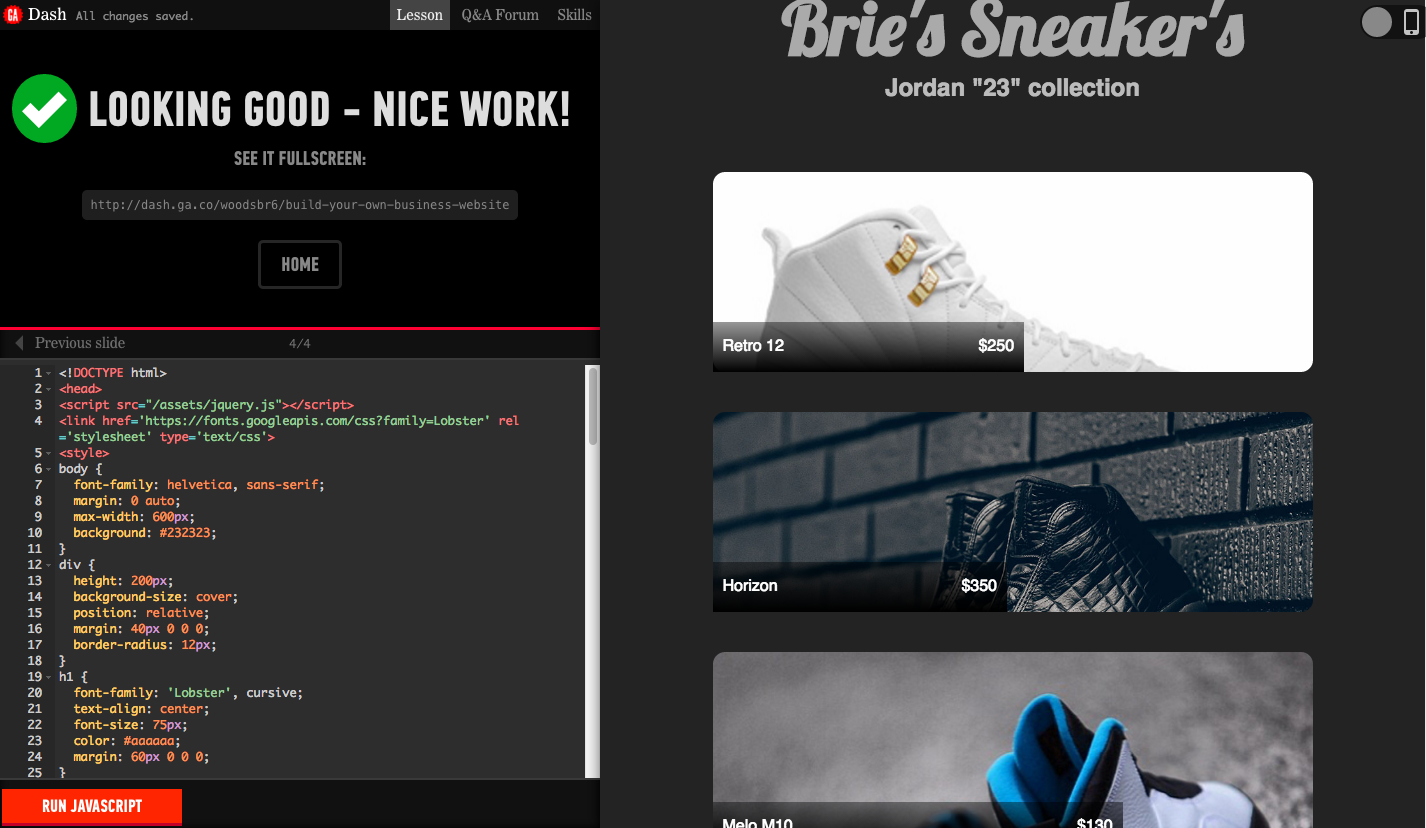 GA Dash All changes saved. Lesson Q&A Forum Skills
LOOKING GOOD - NICE WORK!
SEE IT FULLSCREEN:
http://dash.ga.co/woodsbr6/build-your-own-business-website
HOME
Previous slide 4/4
1 <!DOCTYPE html>
2 <head>
3 <script src="/assets/jquery.js"></script>
4 <link href='https://fonts.googleapis.com/css?family=Lobster' rel
='stylesheet' type='text/css'>
5 <style>
6 body {
7 font-family: helvetica, sans-serif;
8 margin: 0 auto;
9 max-width: 600px;
10 background: #232323;
11 }
12 div {
13 height: 200px;
14 background-size: cover;
15 position: relative;
16 margin: 40px 0 0 0;
17 border-radius: 12px;
18 }
19 h1 {
20 font-family: 'Lobster', cursive;
21 text-align: center;
22 font-size: 75px;
23 color: #aaaaaa;
24 margin: 60px 0 0 0;
25 }
RUN JAVASCRIPT
Brie's Sneaker's
Jordan "23" collection
Retro 12 $250
Horizon $350
Melo M10 $130